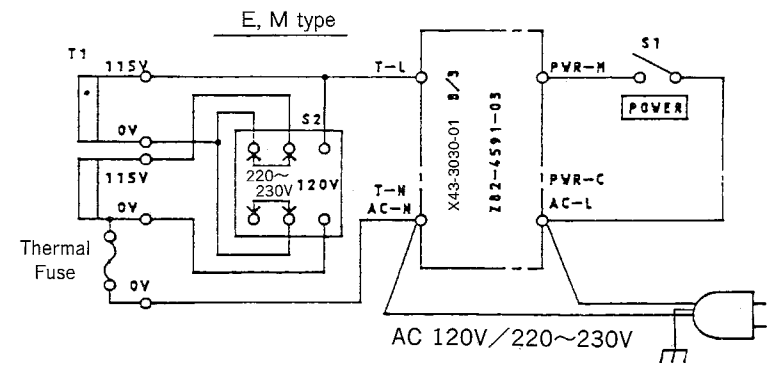 E, M type
T1
115V
0V
115V
0V
Thermal
Fuse
0V
S2
220～
230V
120V
T-L
T-N
AC-N
X43-3030-01 B/3
Z82-4591-03
PWR-M
S1
POWER
PWR-C
AC-L
AC 120V/220～230V